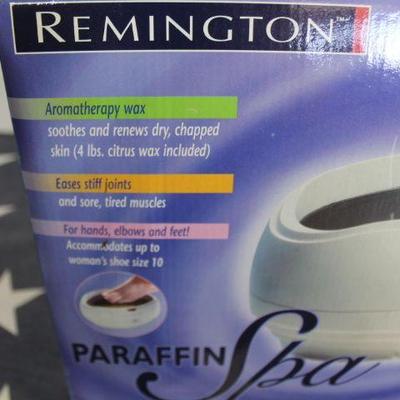 REMINGTON™
Aromatherapy wax
soothes and renews dry, chapped
skin (4 lbs. citrus wax included)
Eases stiff joints
and sore, tired muscles
For hands, elbows and feet!
Accommodates up to
woman's shoe size 10
PARAFFIN Spa